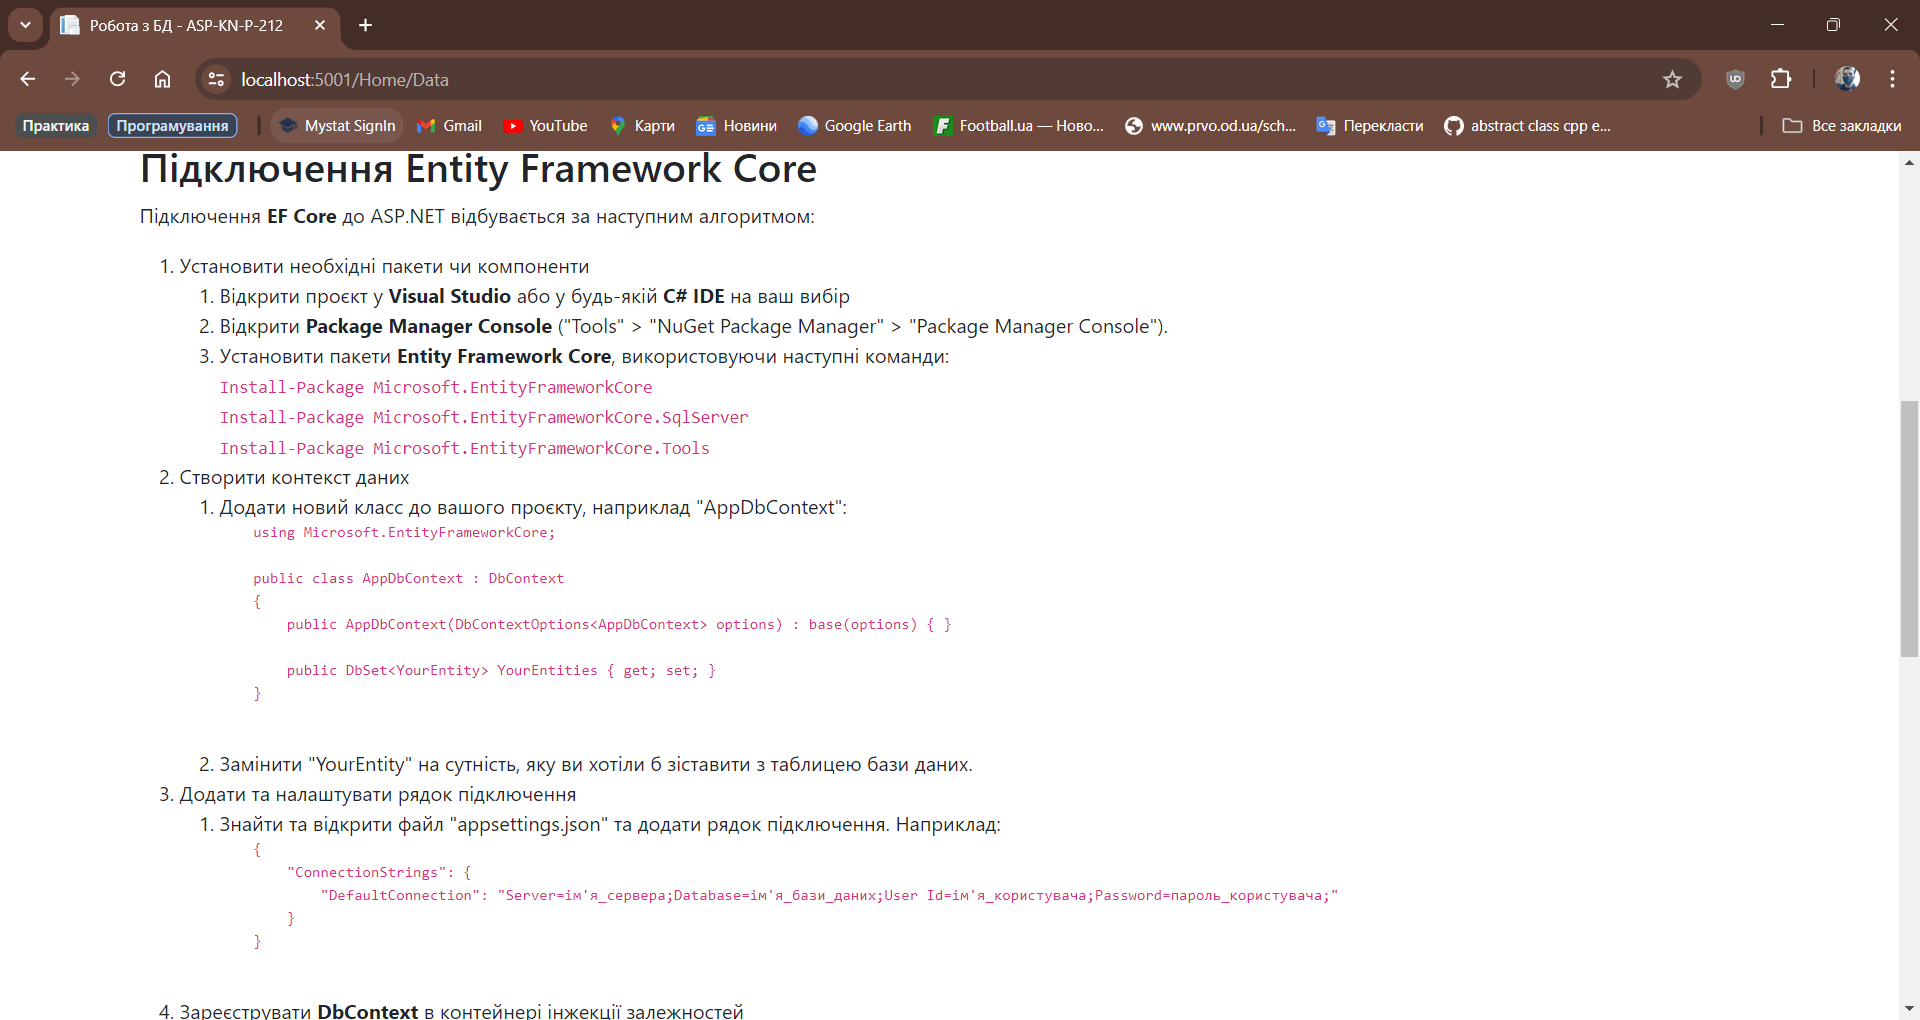 Робота з БД - ASP-KN-P-212
localhost:5001/Home/Data
Практика Програмування Mystat SignIn Gmail YouTube Карти Новини Google Earth Football.ua — Ново... www.prvo.od.ua/sch... Перекласти abstract class cpp e... Все закладки
Підключення Entity Framework Core
Підключення EF Core до ASP.NET відбувається за наступним алгоритмом:
1. Установити необхідні пакети чи компоненти
1. Відкрити проєкт у Visual Studio або у будь-якій C# IDE на ваш вибір
2. Відкрити Package Manager Console ("Tools" > "NuGet Package Manager" > "Package Manager Console").
3. Установити пакети Entity Framework Core, використовуючи наступні команди:
Install-Package Microsoft.EntityFrameworkCore
Install-Package Microsoft.EntityFrameworkCore.SqlServer
Install-Package Microsoft.EntityFrameworkCore.Tools
2. Створити контекст даних
1. Додати новий класс до вашого проєкту, наприклад "AppDbContext":
using Microsoft.EntityFrameworkCore;
public class AppDbContext : DbContext
{
public AppDbContext(DbContextOptions<AppDbContext> options) : base(options) { }
public DbSet<YourEntity> YourEntities { get; set; }
}
2. Замінити "YourEntity" на сутність, яку ви хотіли б зіставити з таблицею бази даних.
3. Додати та налаштувати рядок підключення
1. Знайти та відкрити файл "appsettings.json" та додати рядок підключення. Наприклад:
{
"ConnectionStrings": {
"DefaultConnection": "Server=ім'я_сервера;Database=ім'я_бази_даних;User Id=ім'я_користувача;Password=пароль_користувача;"
}
}
4. Зареєструвати DbContext в контейнері інжекції залежностей